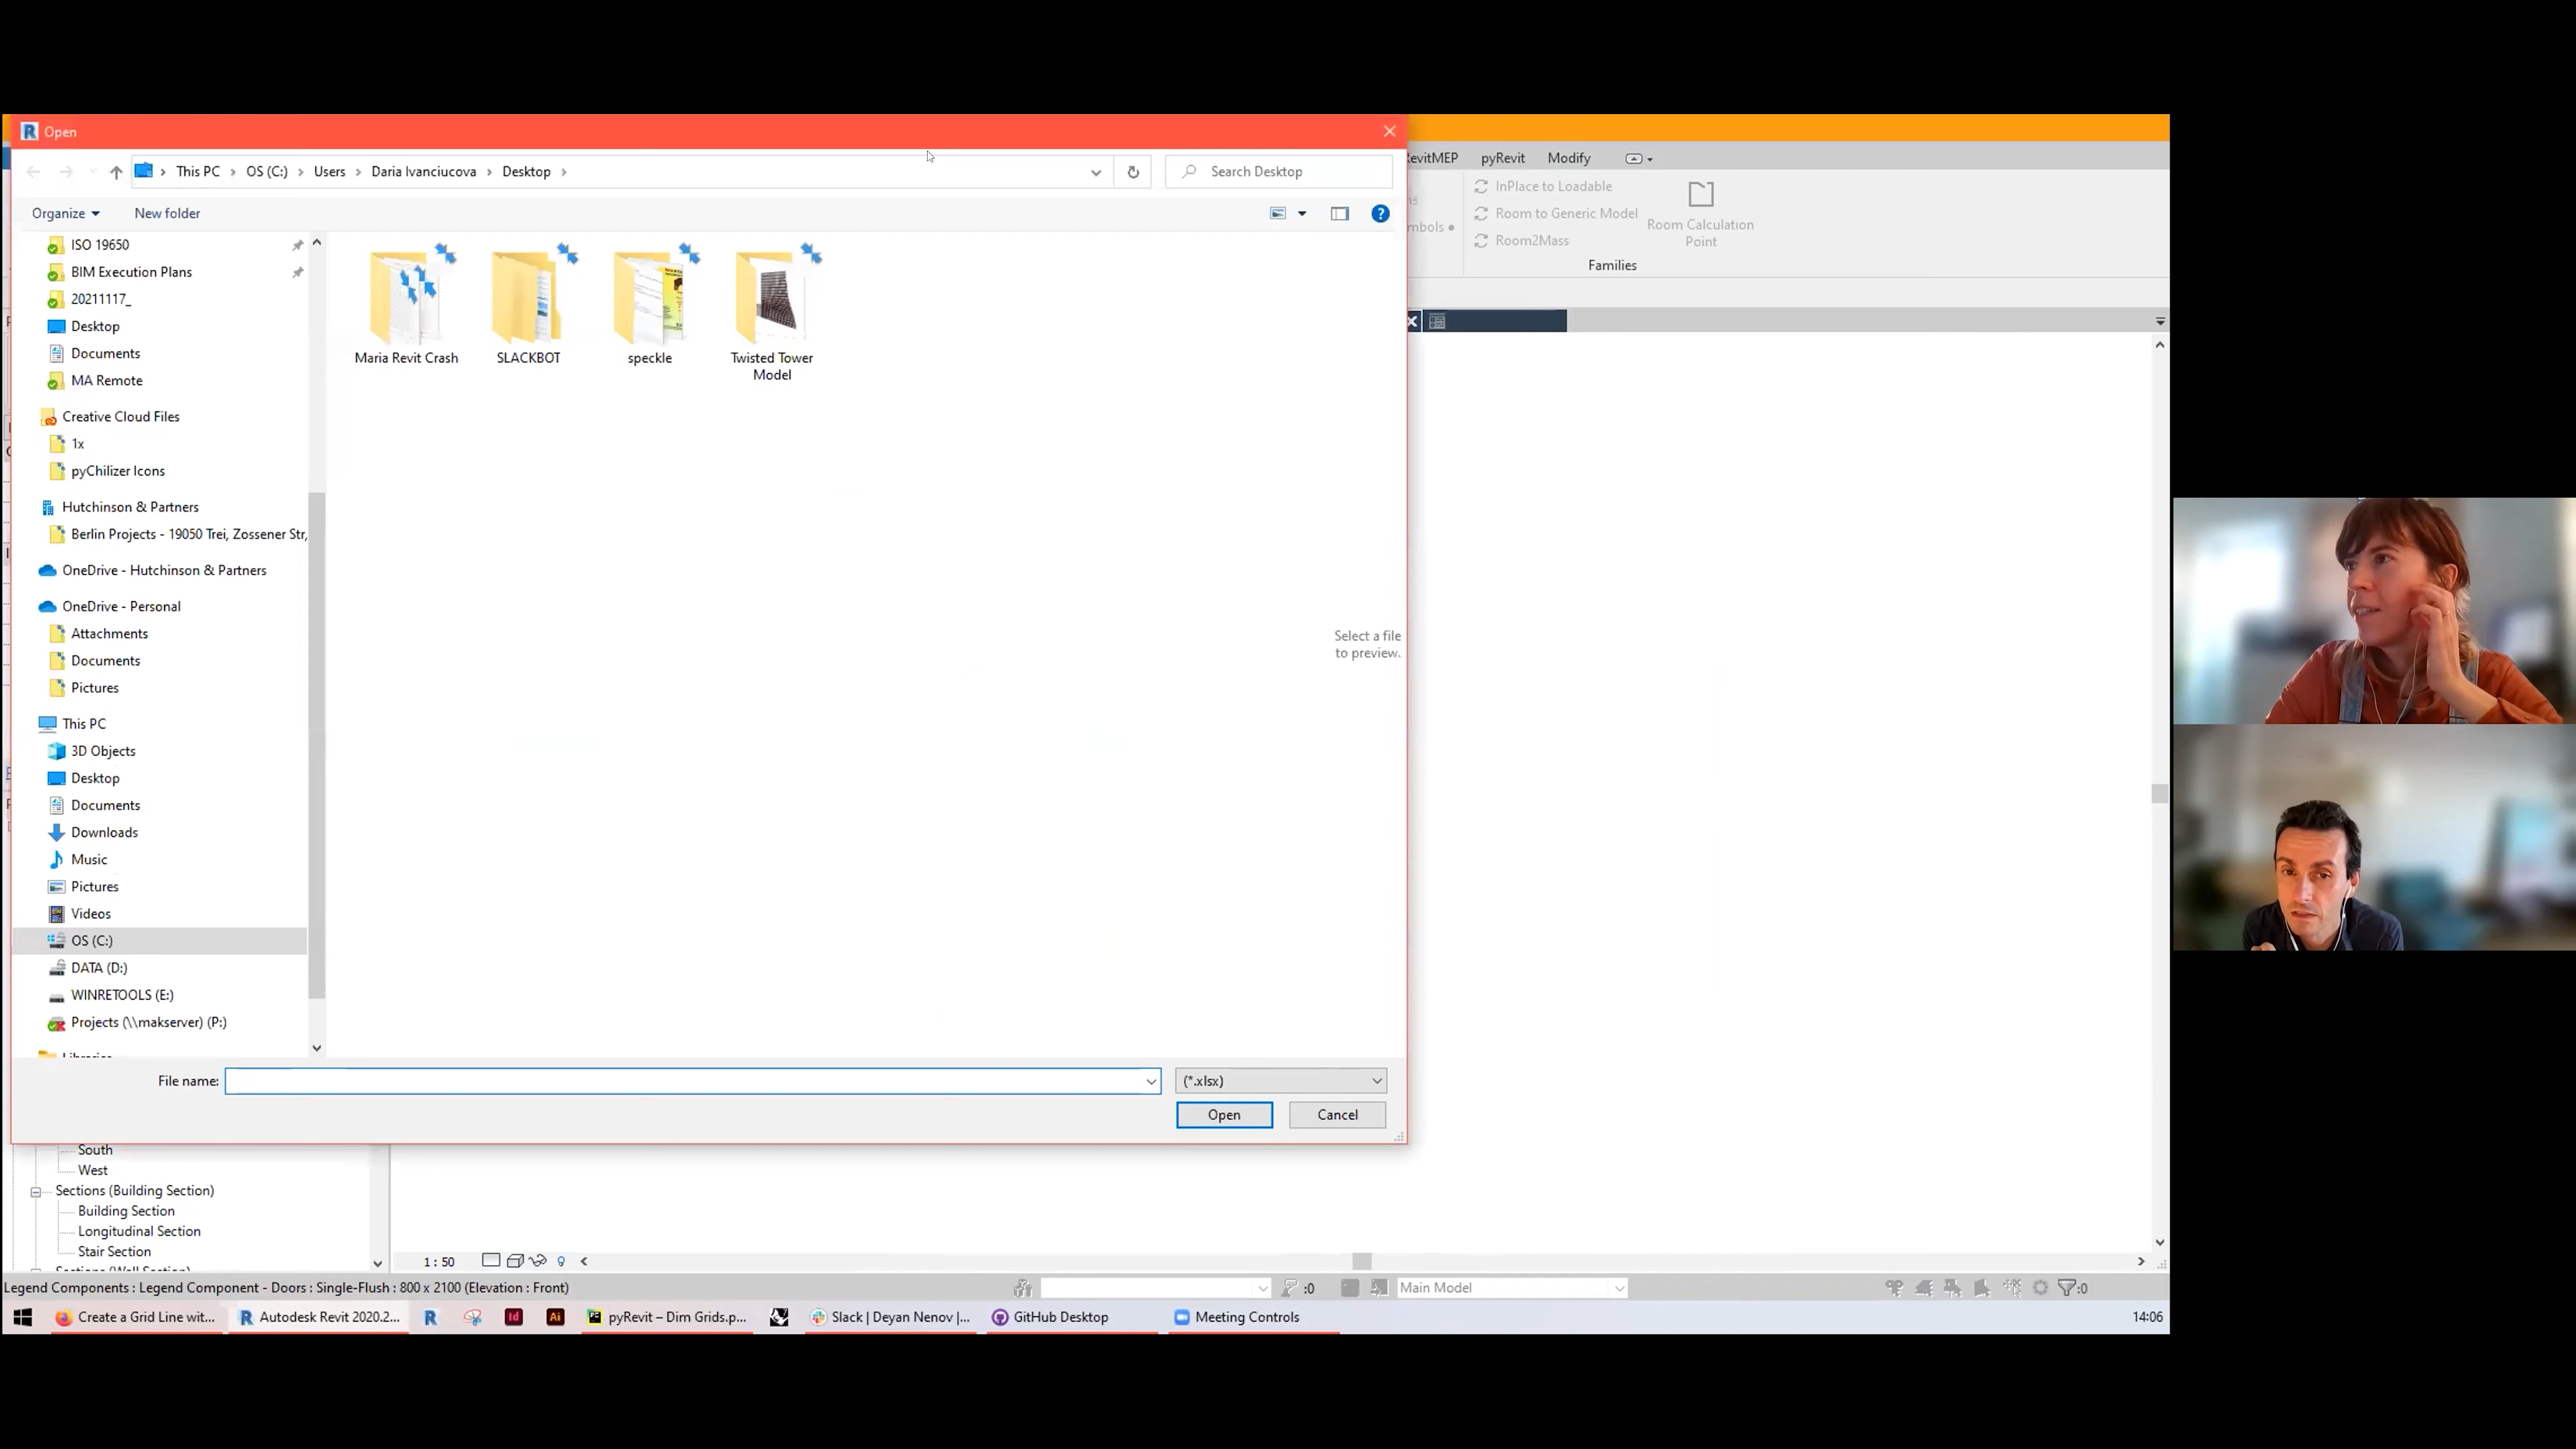 Open
This PC
OS (C:)
Users
Daria Ivanciucova
Desktop
Search Desktop
Organize
New folder
ISO 19650
BIM Execution Plans
20211117_
Desktop
Documents
MA Remote
Creative Cloud Files
1x
pyChilizer Icons
Hutchinson & Partners
Berlin Projects - 19050 Trei, Zossener Str,
OneDrive - Hutchinson & Partners
OneDrive - Personal
Attachments
Documents
Pictures
This PC
3D Objects
Desktop
Documents
Downloads
Music
Pictures
Videos
OS (C:)
DATA (D:)
WINRETOOLS (E:)
Projects (\\makserver) (P:)
Maria Revit Crash
SLACKBOT
speckle
Twisted Tower
Model
Select a file
to preview.
File name:
(*.xlsx)
Open
Cancel
RevitMEP
pyRevit
Modify
InPlace to Loadable
Room to Generic Model
Room2Mass
Room Calculation
Point
Families
South
West
Sections (Building Section)
Building Section
Longitudinal Section
Stair Section
1 : 50
Legend Components : Legend Component - Doors : Single-Flush : 800 x 2100 (Elevation : Front)
:0
Main Model
:0
Create a Grid Line wit...
Autodesk Revit 2020.2...
pyRevit – Dim Grids.p...
Slack | Deyan Nenov |...
GitHub Desktop
Meeting Controls
14:06